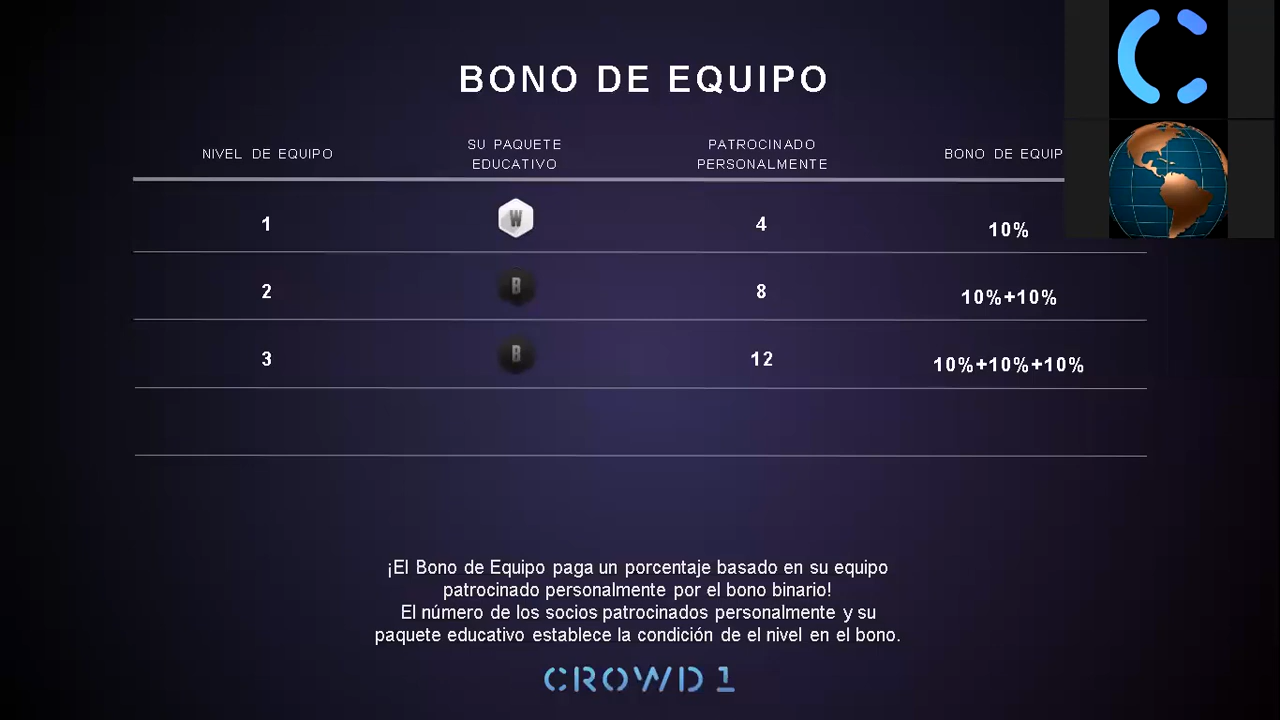 BONO DE EQUIPO
NIVEL DE EQUIPO
SU PAQUETE
EDUCATIVO
PATROCINADO
PERSONALMENTE
BONO DE EQUIP
1 W 4 10%
2 B 8 10%+10%
3 B 12 10%+10%+10%
¡El Bono de Equipo paga un porcentaje basado en su equipo
patrocinado personalmente por el bono binario!
El número de los socios patrocinados personalmente y su
paquete educativo establece la condición de el nivel en el bono.
CROWD 1